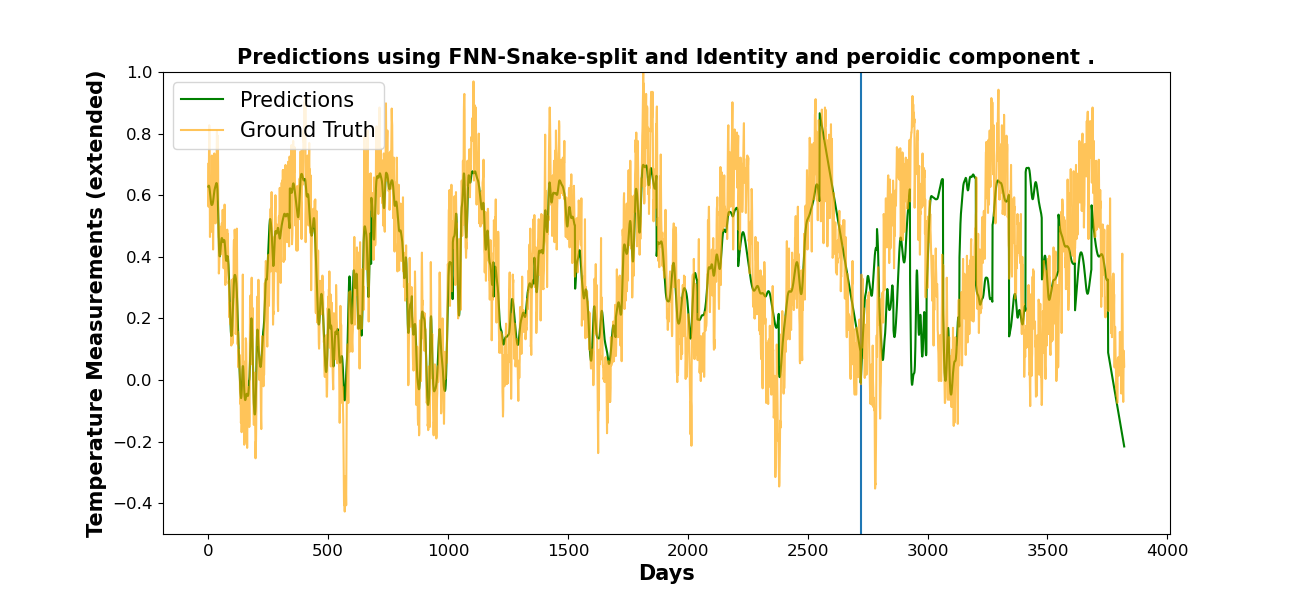 Predictions using FNN-Snake-split and Identity and peroidic component .
Temperature Measurements (extended)
1.0
0.8
0.6
0.4
0.2
0.0
−0.2
−0.4
Predictions
Ground Truth
0 500 1000 1500 2000 2500 3000 3500 4000
Days